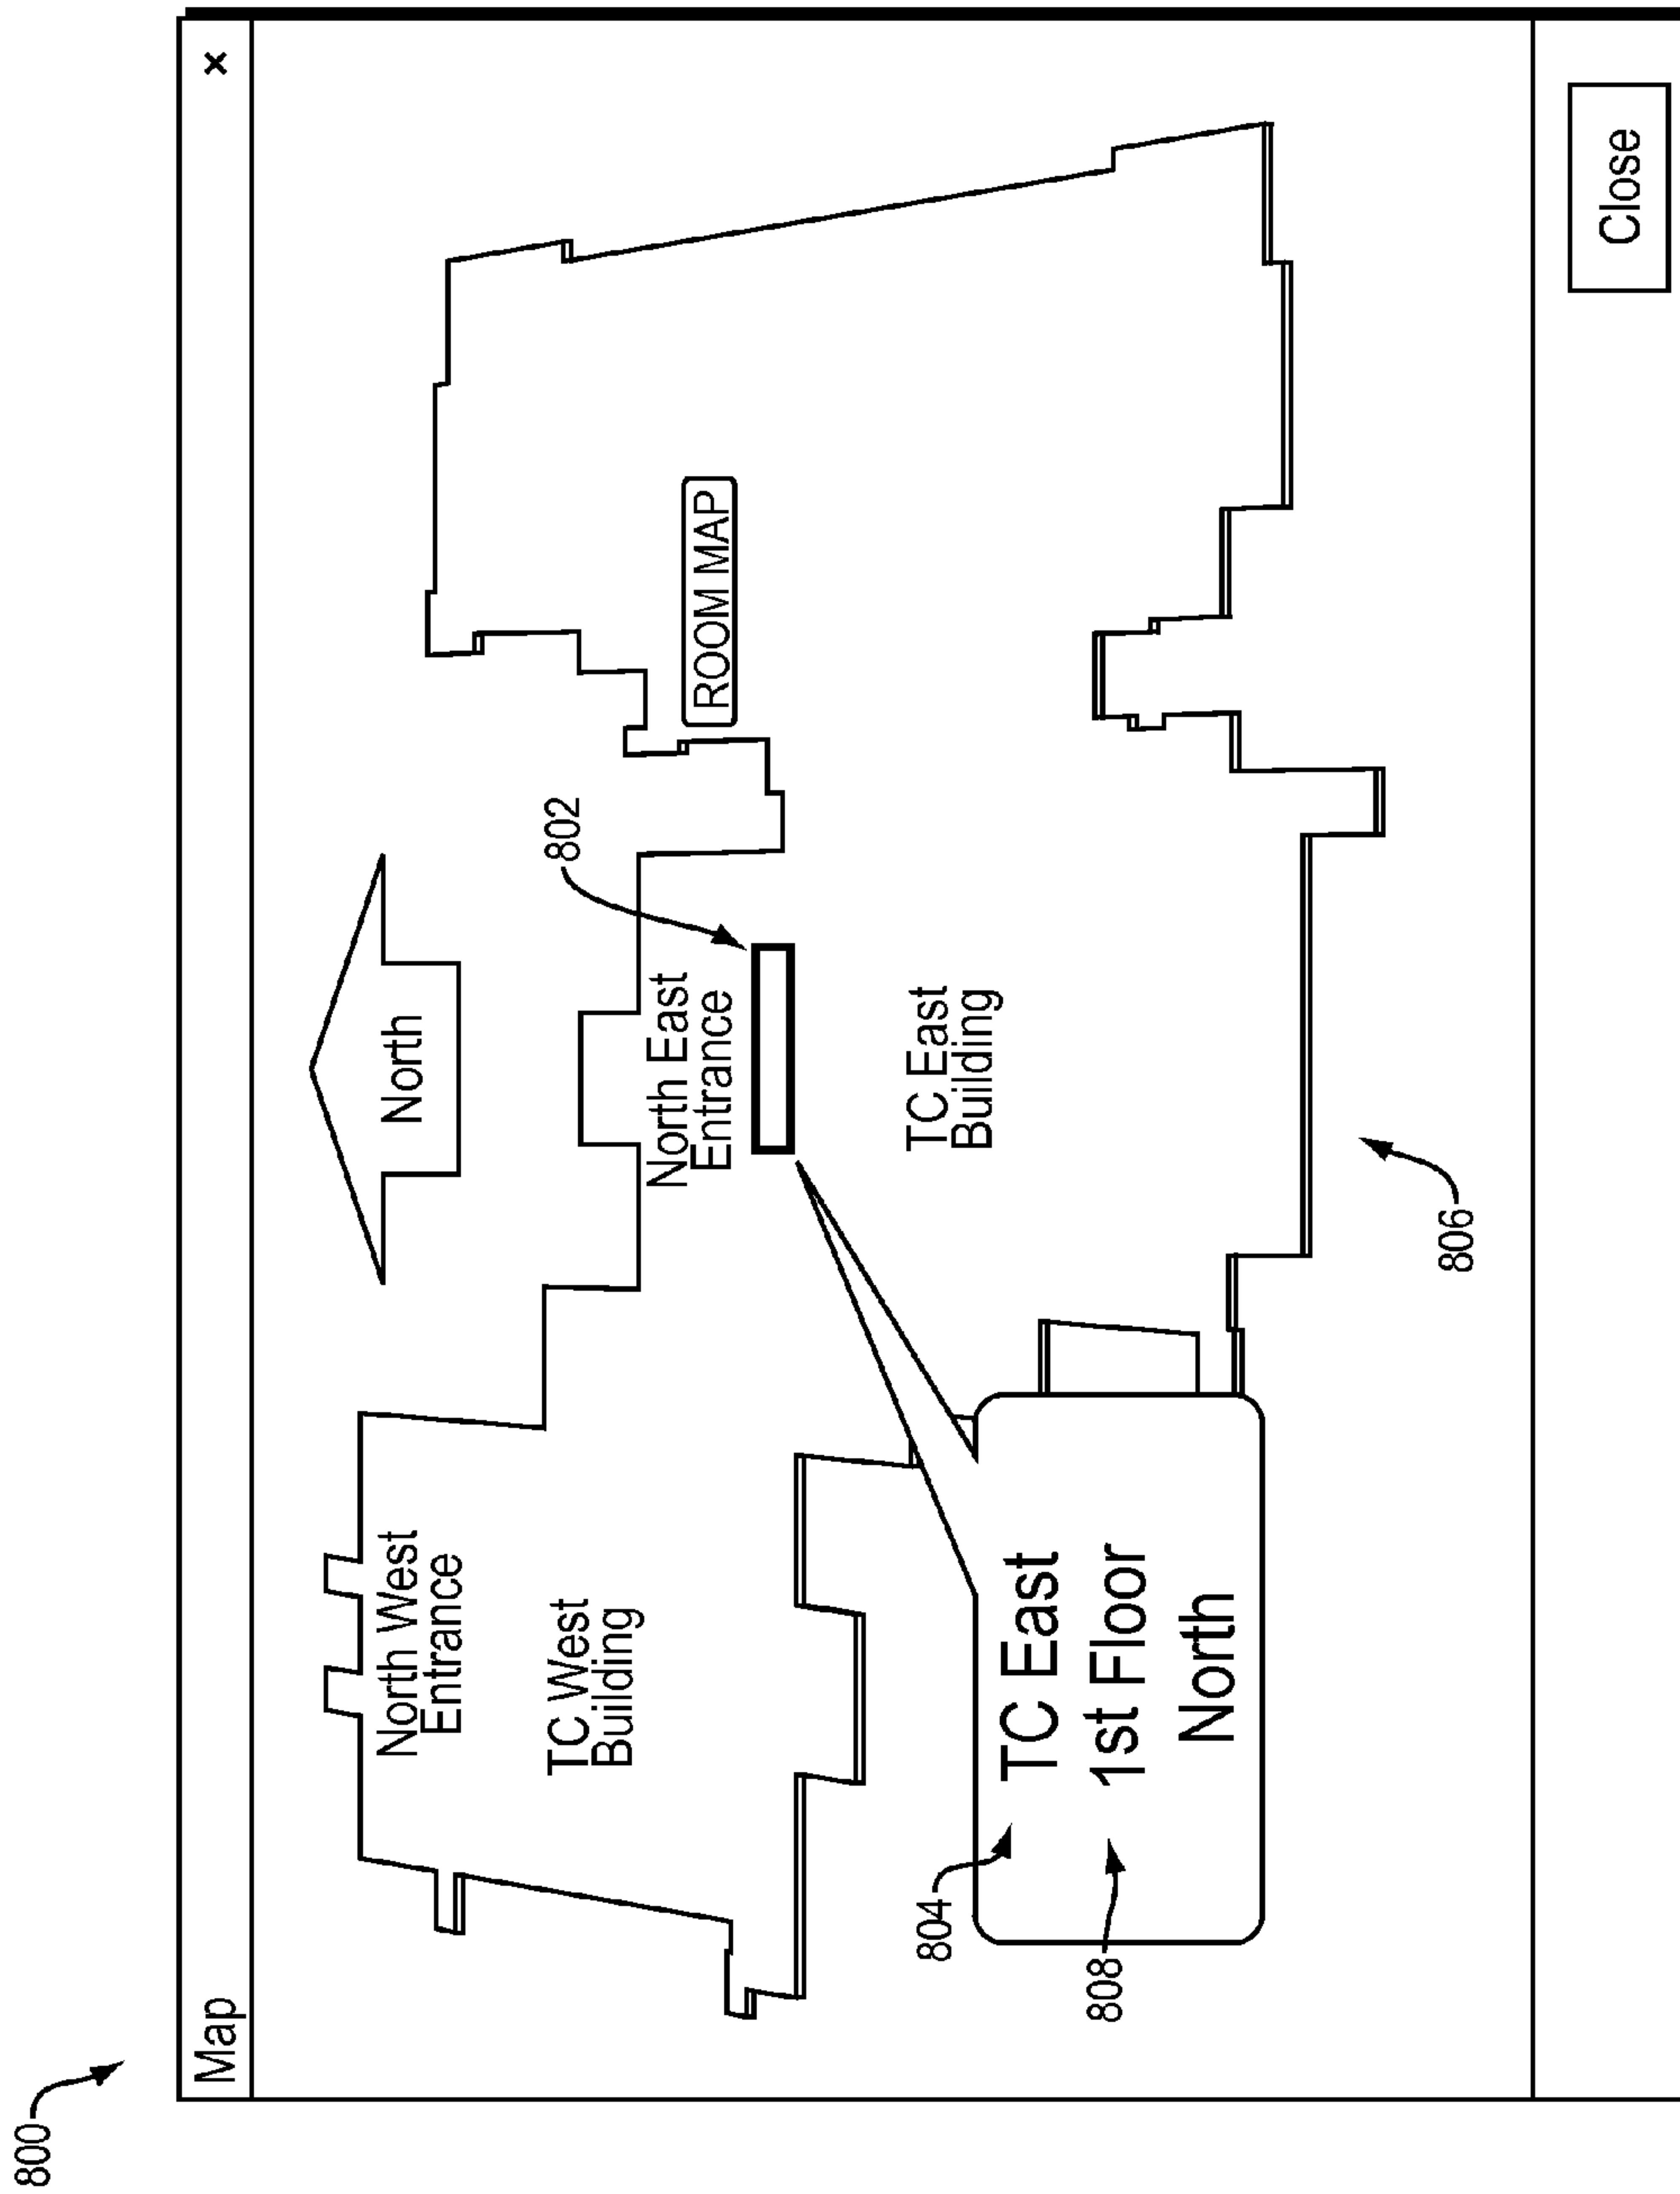 800
Map
×
North
North West
Entrance
TC West
Building
802
North East
Entrance
ROOM MAP
TC East
Building
804
TC East
808
1st Floor
North
806
Close